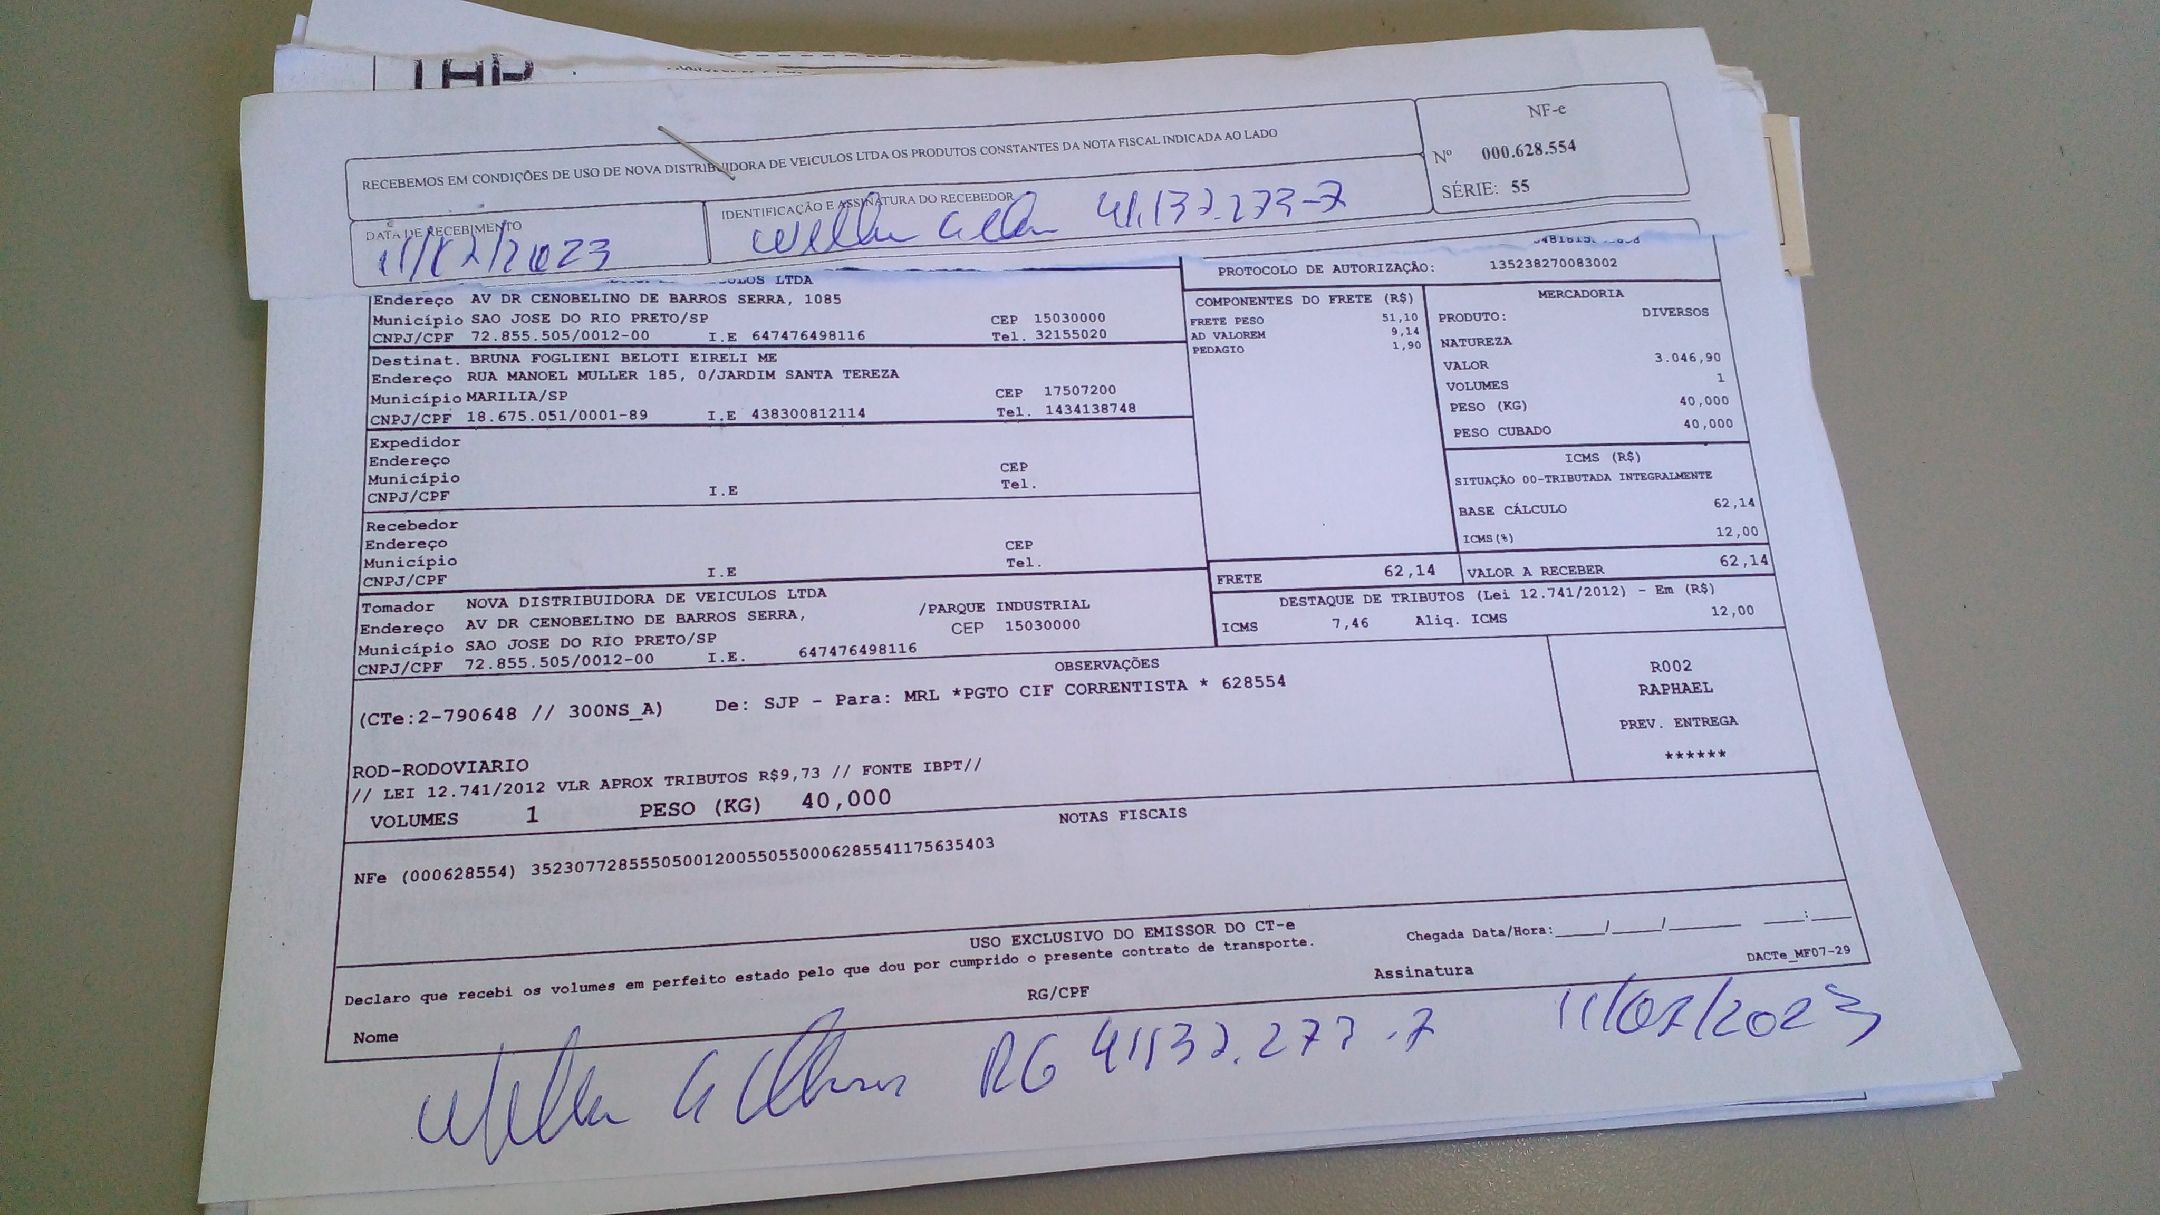 RECEBEMOS EM CONDIÇÕES DE USO DE NOVA DISTRIBUIDORA DE VEICULOS LTDA OS PRODUTOS CONSTANTES DA NOTA FISCAL INDICADA AO LADO
NF-e
Nº 000.628.554
SÉRIE: 55
DATA DE RECEBIMENTO
IDENTIFICAÇÃO E ASSINATURA DO RECEBEDOR
PROTOCOLO DE AUTORIZAÇÃO: 135238270083002
LTDA
Endereço AV DR CENOBELINO DE BARROS SERRA, 1085
Município SAO JOSE DO RIO PRETO/SP CEP 15030000
CNPJ/CPF 72.855.505/0012-00 I.E 647476498116 Tel. 32155020
Destinat. BRUNA FOGLIENI BELOTI EIRELI ME
Endereço RUA MANOEL MULLER 185, 0/JARDIM SANTA TEREZA
Município MARILIA/SP CEP 17507200
CNPJ/CPF 18.675.051/0001-89 I.E 438300812114 Tel. 1434138748
Expedidor
Endereço
Município CEP
CNPJ/CPF I.E Tel.
Recebedor
Endereço
Município CEP
CNPJ/CPF I.E Tel.
Tomador NOVA DISTRIBUIDORA DE VEICULOS LTDA
Endereço AV DR CENOBELINO DE BARROS SERRA, /PARQUE INDUSTRIAL
Município SAO JOSE DO RIO PRETO/SP CEP 15030000
CNPJ/CPF 72.855.505/0012-00 I.E. 647476498116
COMPONENTES DO FRETE (R$)
FRETE PESO 51,10
AD VALOREM 9,14
PEDAGIO 1,90
MERCADORIA
PRODUTO: DIVERSOS
NATUREZA
VALOR 3.046,90
VOLUMES 1
PESO (KG) 40,000
PESO CUBADO 40,000
ICMS (R$)
SITUAÇÃO 00-TRIBUTADA INTEGRALMENTE
BASE CÁLCULO 62,14
ICMS(%) 12,00
FRETE 62,14 VALOR A RECEBER 62,14
DESTAQUE DE TRIBUTOS (Lei 12.741/2012) - Em (R$)
ICMS 7,46 Aliq. ICMS 12,00
OBSERVAÇÕES
(CTe:2-790648 // 300NS_A) De: SJP - Para: MRL *PGTO CIF CORRENTISTA * 628554
R002
RAPHAEL
PREV. ENTREGA
******
ROD-RODOVIARIO
// LEI 12.741/2012 VLR APROX TRIBUTOS R$9,73 // FONTE IBPT//
VOLUMES 1 PESO (KG) 40,000
NOTAS FISCAIS
NFe (000628554) 35230772855505001200550550006285541175635403
USO EXCLUSIVO DO EMISSOR DO CT-e
Declaro que recebi os volumes em perfeito estado pelo que dou por cumprido o presente contrato de transporte.
Chegada Data/Hora:_____/_____/_______ ____:____
DACTe_MF07-29
Nome RG/CPF Assinatura
RG